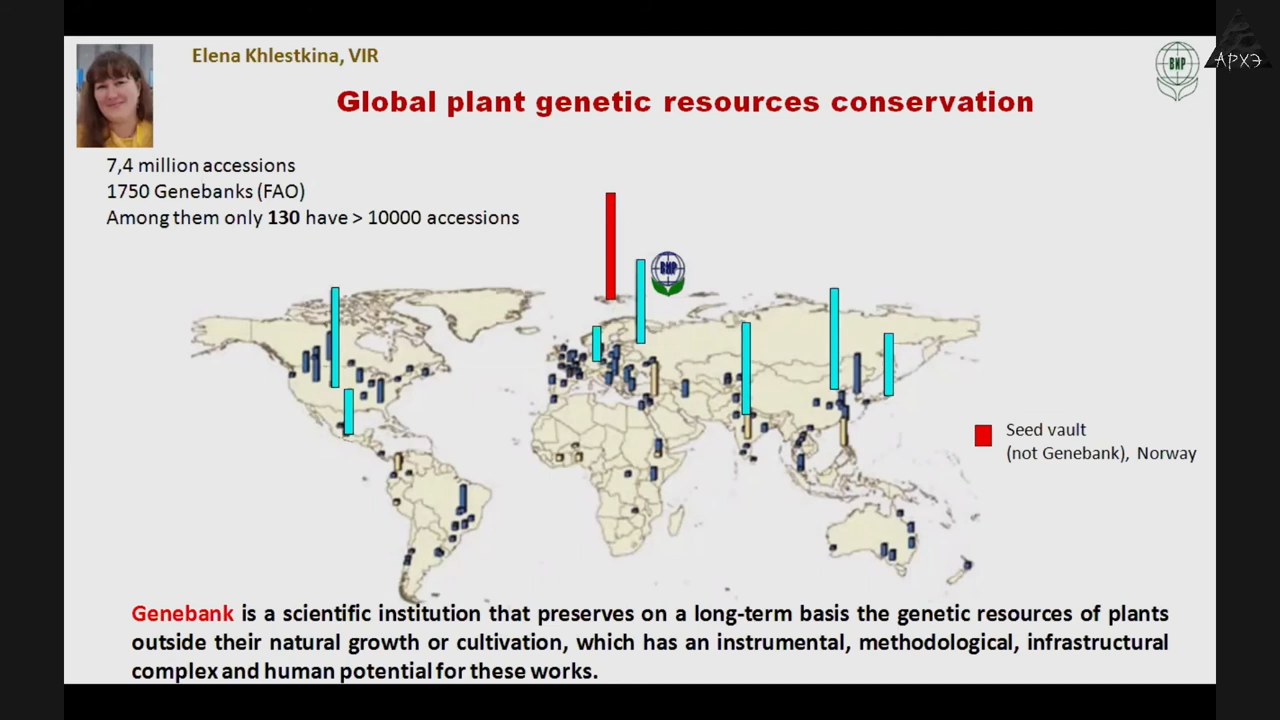 Elena Khlestkina, VIR
ВИР
АРХЭ
Global plant genetic resources conservation
7,4 million accessions
1750 Genebanks (FAO)
Among them only 130 have > 10000 accessions
ВИР
Seed vault
(not Genebank), Norway
Genebank is a scientific institution that preserves on a long-term basis the genetic resources of plants
outside their natural growth or cultivation, which has an instrumental, methodological, infrastructural
complex and human potential for these works.